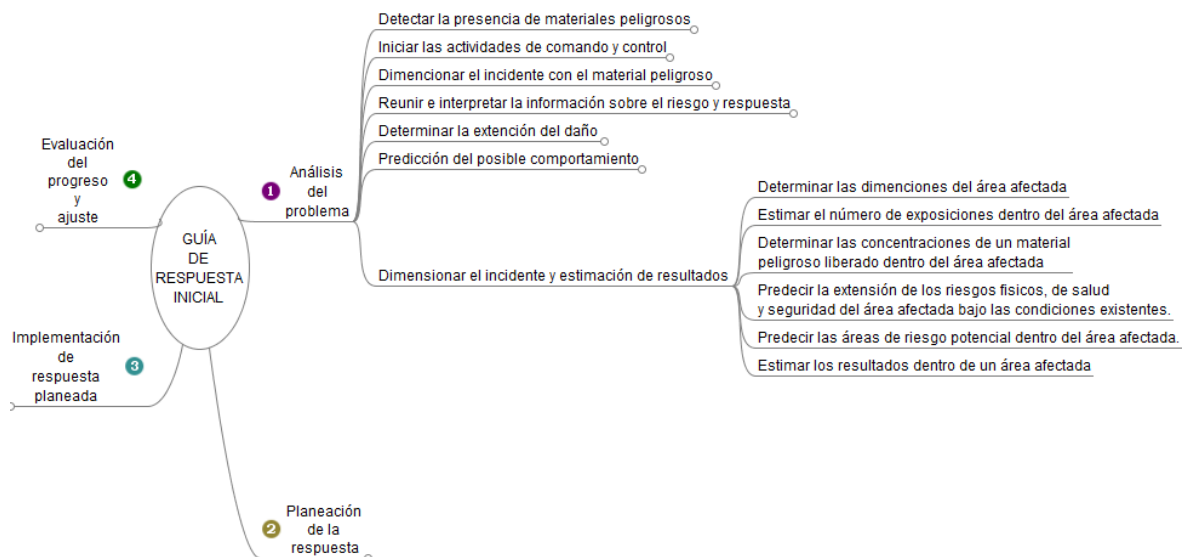 GUÍA
DE
RESPUESTA
INICIAL
1
Análisis
del
problema
Detectar la presencia de materiales peligrosos
Iniciar las actividades de comando y control
Dimencionar el incidente con el material peligroso
Reunir e interpretar la información sobre el riesgo y respuesta
Determinar la extención del daño
Predicción del posible comportamiento
Dimensionar el incidente y estimación de resultados
Determinar las dimenciones del área afectada
Estimar el número de exposiciones dentro del área afectada
Determinar las concentraciones de un material
peligroso liberado dentro del área afectada
Predecir la extensión de los riesgos fisicos, de salud
y seguridad del área afectada bajo las condiciones existentes.
Predecir las áreas de riesgo potencial dentro del área afectada.
Estimar los resultados dentro de un área afectada
2
Planeación
de la
respuesta
3
Implementación
de
respuesta
planeada
4
Evaluación
del
progreso
y
ajuste